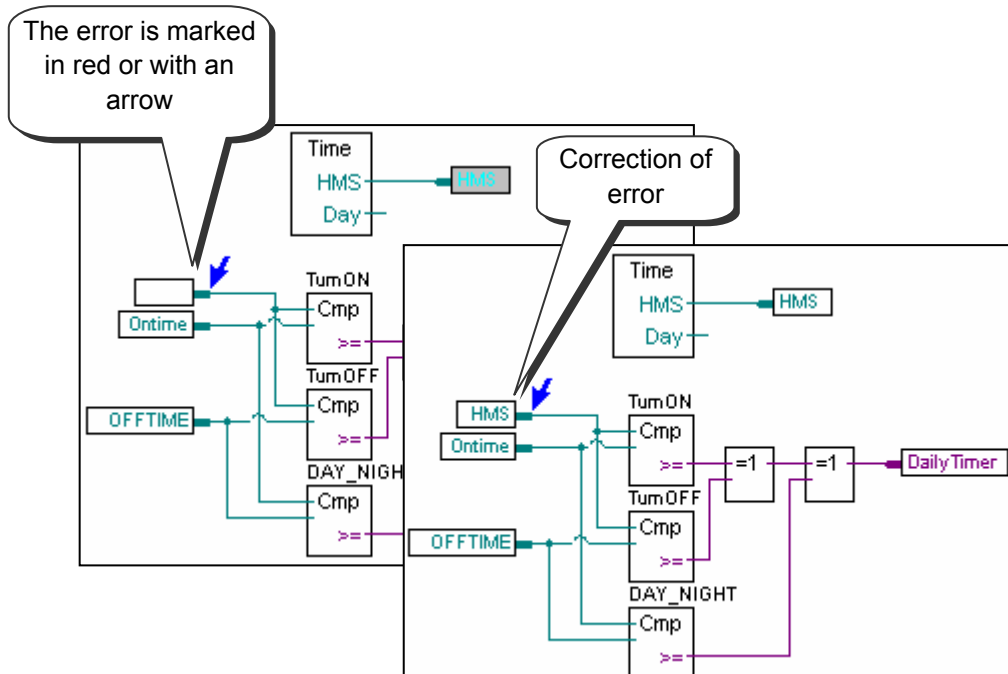 The error is marked
in red or with an
arrow
Time
HMS
HMS
Day
Correction of
error
Ontime
TurnON
Cmp
>=
TurnOFF
Cmp
>=
OFFTIME
DAY_NIGH
Cmp
>=
Time
HMS
HMS
Day
HMS
Ontime
TurnON
Cmp
>=
=1
=1
DailyTimer
TurnOFF
Cmp
>=
OFFTIME
DAY_NIGHT
Cmp
>=